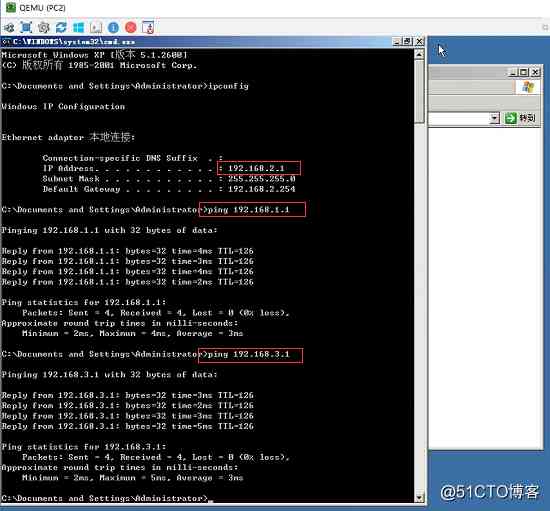 QEMU (PC2)
C:\WINDOWS\system32\cmd.exe
Microsoft Windows XP [版本 5.1.2600]
(C) 版权所有 1985-2001 Microsoft Corp.
C:\Documents and Settings\Administrator>ipconfig
Windows IP Configuration
Ethernet adapter 本地连接:
Connection-specific DNS Suffix . :
IP Address. . . . . . . . . . . . : 192.168.2.1
Subnet Mask . . . . . . . . . . . : 255.255.255.0
Default Gateway . . . . . . . . . : 192.168.2.254
C:\Documents and Settings\Administrator>ping 192.168.1.1
Pinging 192.168.1.1 with 32 bytes of data:
Reply from 192.168.1.1: bytes=32 time=4ms TTL=126
Reply from 192.168.1.1: bytes=32 time=3ms TTL=126
Reply from 192.168.1.1: bytes=32 time=4ms TTL=126
Reply from 192.168.1.1: bytes=32 time=2ms TTL=126
Ping statistics for 192.168.1.1:
Packets: Sent = 4, Received = 4, Lost = 0 (0% loss),
Approximate round trip times in milli-seconds:
Minimum = 2ms, Maximum = 4ms, Average = 3ms
C:\Documents and Settings\Administrator>ping 192.168.3.1
Pinging 192.168.3.1 with 32 bytes of data:
Reply from 192.168.3.1: bytes=32 time=3ms TTL=126
Reply from 192.168.3.1: bytes=32 time=2ms TTL=126
Reply from 192.168.3.1: bytes=32 time=3ms TTL=126
Reply from 192.168.3.1: bytes=32 time=5ms TTL=126
Ping statistics for 192.168.3.1:
Packets: Sent = 4, Received = 4, Lost = 0 (0% loss),
Approximate round trip times in milli-seconds:
Minimum = 2ms, Maximum = 5ms, Average = 3ms
C:\Documents and Settings\Administrator>_
转到
@51CTO博客